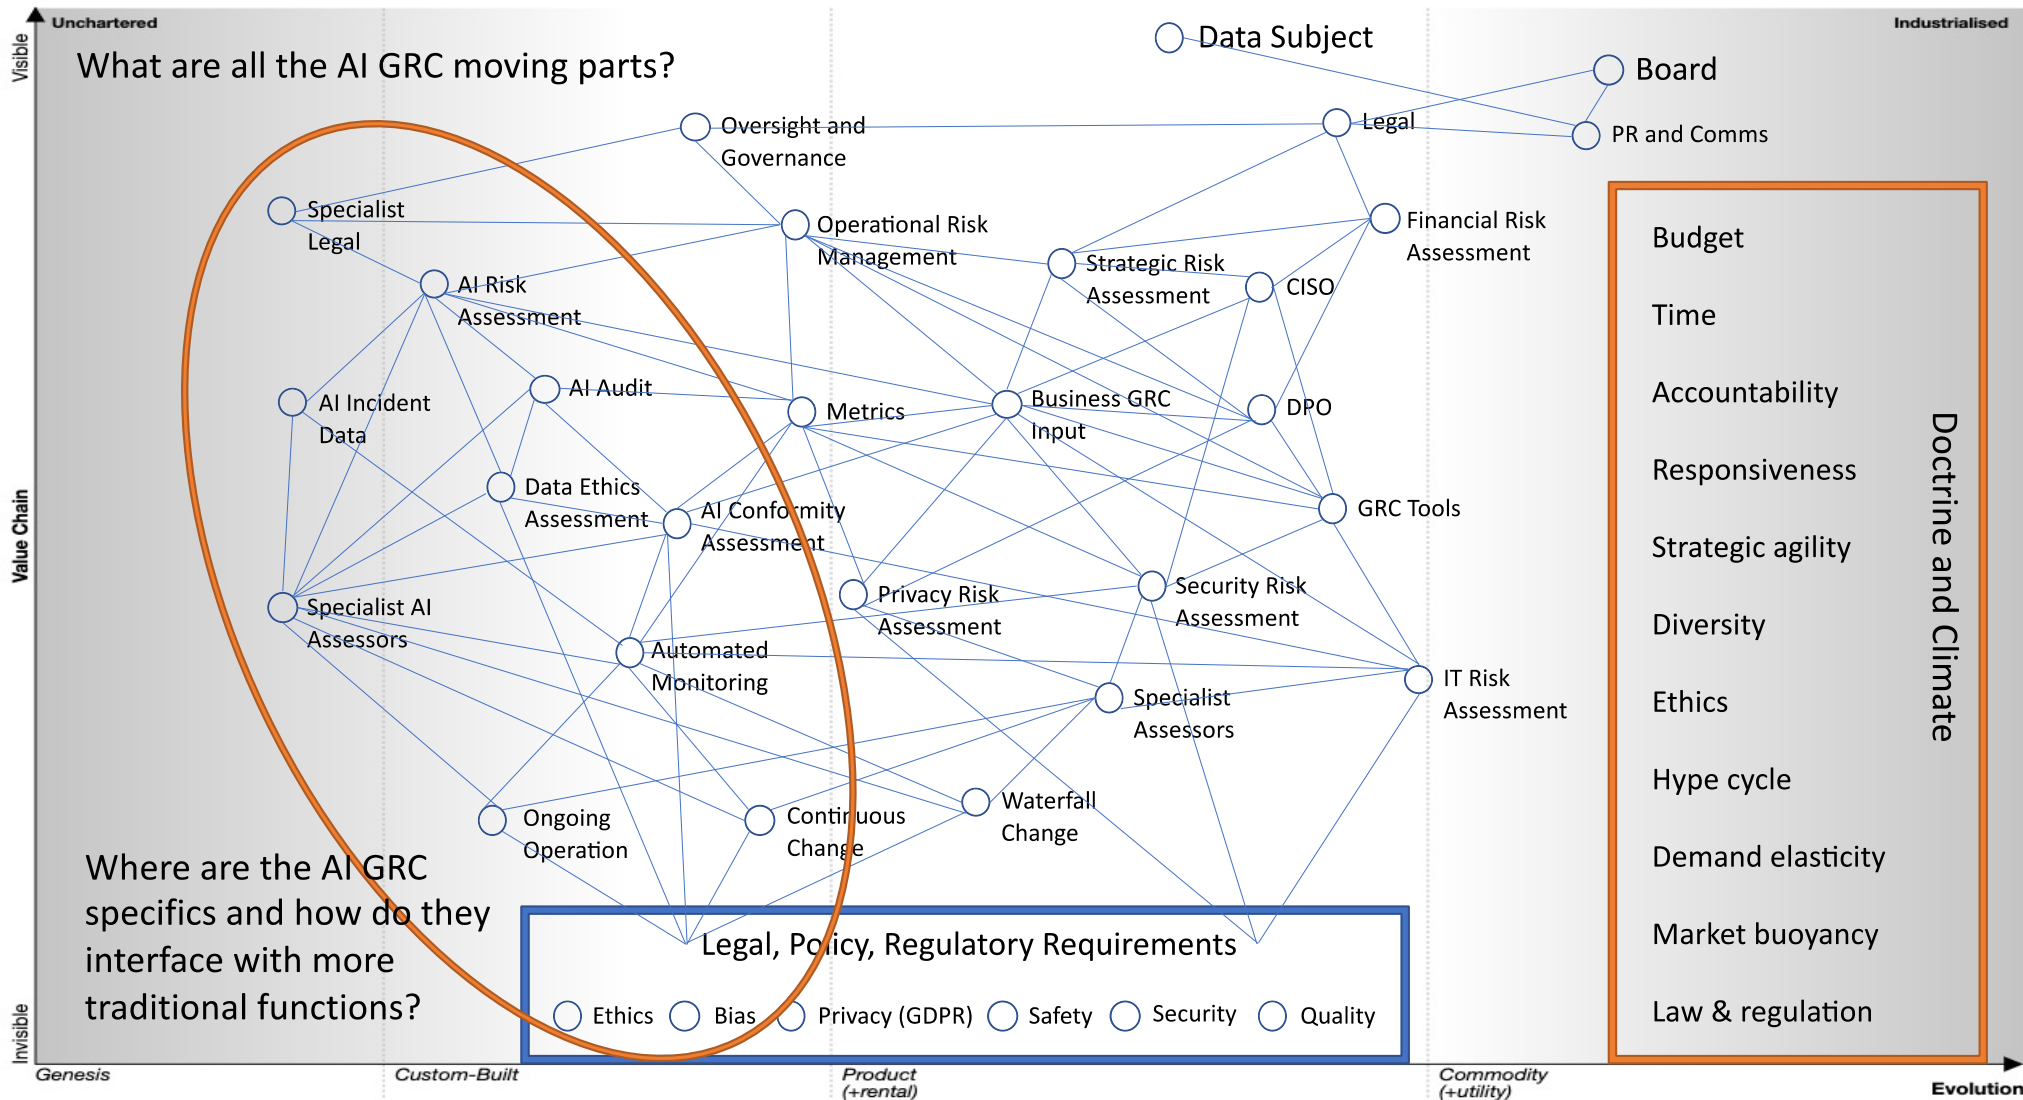 Unchartered
Industrialised
Visible
Value Chain
Invisible
What are all the AI GRC moving parts?
Data Subject
Board
PR and Comms
Legal
Oversight and
Governance
Specialist
Legal
Operational Risk
Management
Financial Risk
Assessment
Strategic Risk
Assessment
CISO
AI Risk
Assessment
AI Incident
Data
AI Audit
Metrics
Business GRC
Input
DPO
Data Ethics
Assessment
AI Conformity
Assessment
GRC Tools
Specialist AI
Assessors
Privacy Risk
Assessment
Security Risk
Assessment
Automated
Monitoring
Specialist
Assessors
IT Risk
Assessment
Ongoing
Operation
Continuous
Change
Waterfall
Change
Where are the AI GRC
specifics and how do they
interface with more
traditional functions?
Legal, Policy, Regulatory Requirements
Ethics
Bias
Privacy (GDPR)
Safety
Security
Quality
Budget
Time
Accountability
Responsiveness
Strategic agility
Diversity
Ethics
Hype cycle
Demand elasticity
Market buoyancy
Law & regulation
Doctrine and Climate
Genesis
Custom-Built
Product
(+rental)
Commodity
(+utility)
Evolution